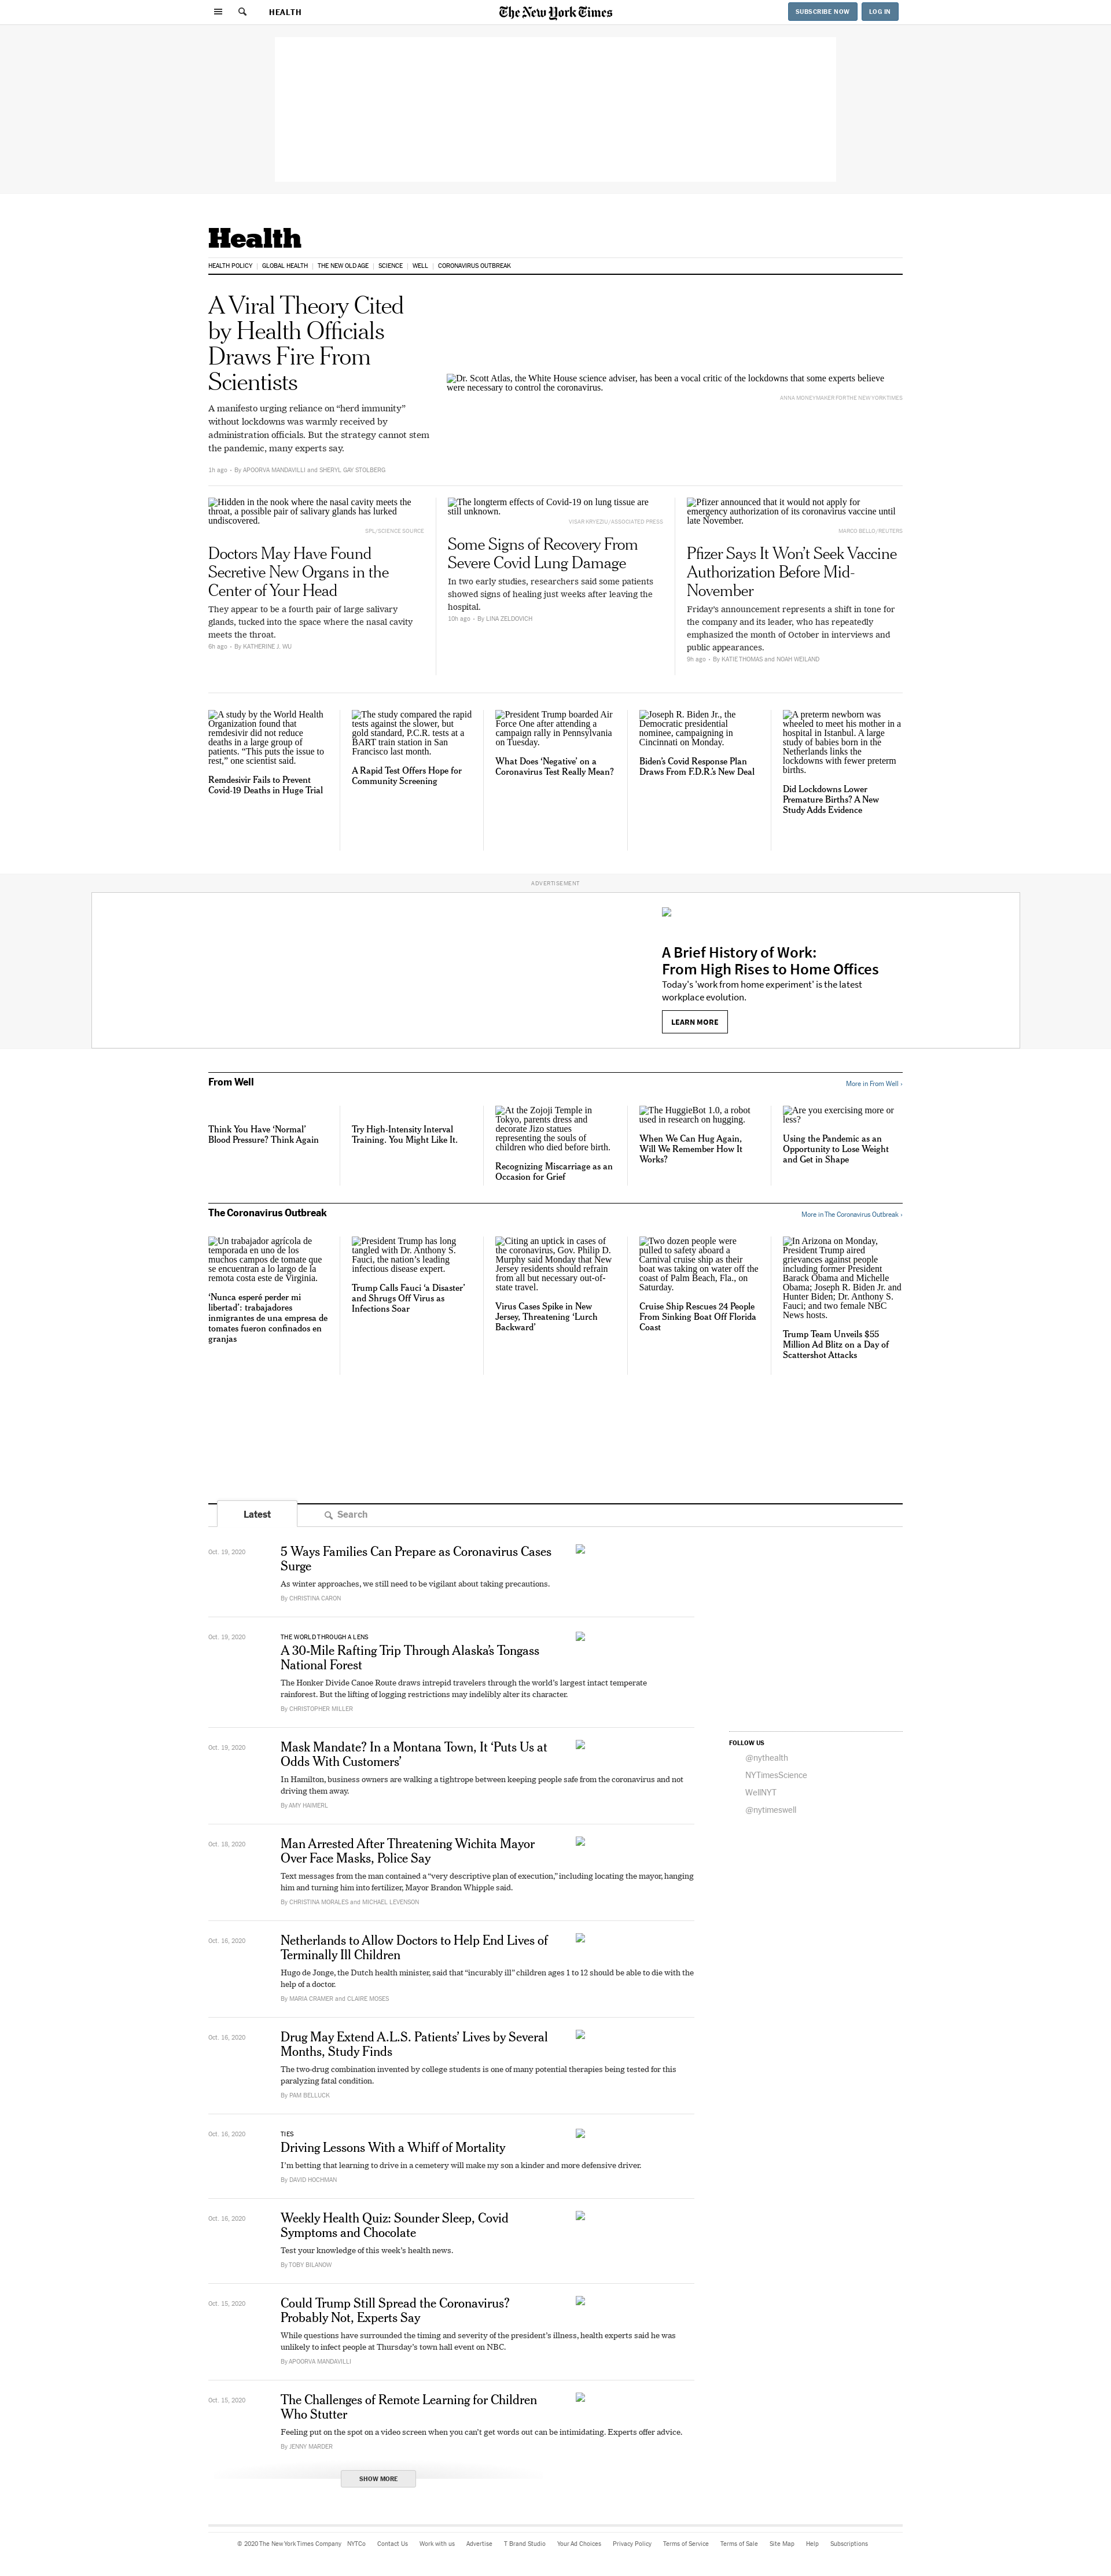 HEALTH
The New York Times
SUBSCRIBE NOW
LOG IN
Health
HEALTH POLICY
GLOBAL HEALTH
THE NEW OLD AGE
SCIENCE
WELL
CORONAVIRUS OUTBREAK
A Viral Theory Cited
by Health Officials
Draws Fire From
Scientists
A manifesto urging reliance on “herd immunity”
without lockdowns was warmly received by
administration officials. But the strategy cannot stem
the pandemic, many experts say.
1h ago • By APOORVA MANDAVILLI and SHERYL GAY STOLBERG
Dr. Scott Atlas, the White House science adviser, has been a vocal critic of the lockdowns that some experts believe
were necessary to control the coronavirus.
ANNA MONEYMAKER FOR THE NEW YORK TIMES
Hidden in the nook where the nasal cavity meets the
throat, a possible pair of salivary glands has lurked
undiscovered.
SPL/SCIENCE SOURCE
Doctors May Have Found
Secretive New Organs in the
Center of Your Head
They appear to be a fourth pair of large salivary
glands, tucked into the space where the nasal cavity
meets the throat.
6h ago • By KATHERINE J. WU
The longterm effects of Covid-19 on lung tissue are
still unknown.
VISAR KRYEZIU/ASSOCIATED PRESS
Some Signs of Recovery From
Severe Covid Lung Damage
In two early studies, researchers said some patients
showed signs of healing just weeks after leaving the
hospital.
10h ago • By LINA ZELDOVICH
Pfizer announced that it would not apply for
emergency authorization of its coronavirus vaccine until
late November.
MARCO BELLO/REUTERS
Pfizer Says It Won’t Seek Vaccine
Authorization Before Mid-
November
Friday’s announcement represents a shift in tone for
the company and its leader, who has repeatedly
emphasized the month of October in interviews and
public appearances.
9h ago • By KATIE THOMAS and NOAH WEILAND
A study by the World Health
Organization found that
remdesivir did not reduce
deaths in a large group of
patients. “This puts the issue to
rest,” one scientist said.
Remdesivir Fails to Prevent
Covid-19 Deaths in Huge Trial
The study compared the rapid
tests against the slower, but
gold standard, P.C.R. tests at a
BART train station in San
Francisco last month.
A Rapid Test Offers Hope for
Community Screening
President Trump boarded Air
Force One after attending a
campaign rally in Pennsylvania
on Tuesday.
What Does ‘Negative’ on a
Coronavirus Test Really Mean?
Joseph R. Biden Jr., the
Democratic presidential
nominee, campaigning in
Cincinnati on Monday.
Biden’s Covid Response Plan
Draws From F.D.R.’s New Deal
A preterm newborn was
wheeled to meet his mother in a
hospital in Istanbul. A large
study of babies born in the
Netherlands links the
lockdowns with fewer preterm
births.
Did Lockdowns Lower
Premature Births? A New
Study Adds Evidence
ADVERTISEMENT
A Brief History of Work:
From High Rises to Home Offices
Today's 'work from home experiment' is the latest
workplace evolution.
LEARN MORE
From Well
More in From Well ›
Think You Have ‘Normal’
Blood Pressure? Think Again
Try High-Intensity Interval
Training. You Might Like It.
At the Zojoji Temple in
Tokyo, parents dress and
decorate Jizo statues
representing the souls of
children who died before birth.
Recognizing Miscarriage as an
Occasion for Grief
The HuggieBot 1.0, a robot
used in research on hugging.
When We Can Hug Again,
Will We Remember How It
Works?
Are you exercising more or
less?
Using the Pandemic as an
Opportunity to Lose Weight
and Get in Shape
The Coronavirus Outbreak
More in The Coronavirus Outbreak ›
Un trabajador agrícola de
temporada en uno de los
muchos campos de tomate que
se encuentran a lo largo de la
remota costa este de Virginia.
‘Nunca esperé perder mi
libertad’: trabajadores
inmigrantes de una empresa de
tomates fueron confinados en
granjas
President Trump has long
tangled with Dr. Anthony S.
Fauci, the nation’s leading
infectious disease expert.
Trump Calls Fauci ‘a Disaster’
and Shrugs Off Virus as
Infections Soar
Citing an uptick in cases of
the coronavirus, Gov. Philip D.
Murphy said Monday that New
Jersey residents should refrain
from all but necessary out-of-
state travel.
Virus Cases Spike in New
Jersey, Threatening ‘Lurch
Backward’
Two dozen people were
pulled to safety aboard a
Carnival cruise ship as their
boat was taking on water off the
coast of Palm Beach, Fla., on
Saturday.
Cruise Ship Rescues 24 People
From Sinking Boat Off Florida
Coast
In Arizona on Monday,
President Trump aired
grievances against people
including former President
Barack Obama and Michelle
Obama; Joseph R. Biden Jr. and
Hunter Biden; Dr. Anthony S.
Fauci; and two female NBC
News hosts.
Trump Team Unveils $55
Million Ad Blitz on a Day of
Scattershot Attacks
Latest
Search
Oct. 19, 2020
5 Ways Families Can Prepare as Coronavirus Cases
Surge
As winter approaches, we still need to be vigilant about taking precautions.
By CHRISTINA CARON
Oct. 19, 2020
THE WORLD THROUGH A LENS
A 30-Mile Rafting Trip Through Alaska’s Tongass
National Forest
The Honker Divide Canoe Route draws intrepid travelers through the world’s largest intact temperate
rainforest. But the lifting of logging restrictions may indelibly alter its character.
By CHRISTOPHER MILLER
Oct. 19, 2020
Mask Mandate? In a Montana Town, It ‘Puts Us at
Odds With Customers’
In Hamilton, business owners are walking a tightrope between keeping people safe from the coronavirus and not
driving them away.
By AMY HAIMERL
Oct. 18, 2020
Man Arrested After Threatening Wichita Mayor
Over Face Masks, Police Say
Text messages from the man contained a “very descriptive plan of execution,” including locating the mayor, hanging
him and turning him into fertilizer, Mayor Brandon Whipple said.
By CHRISTINA MORALES and MICHAEL LEVENSON
Oct. 16, 2020
Netherlands to Allow Doctors to Help End Lives of
Terminally Ill Children
Hugo de Jonge, the Dutch health minister, said that “incurably ill” children ages 1 to 12 should be able to die with the
help of a doctor.
By MARIA CRAMER and CLAIRE MOSES
Oct. 16, 2020
Drug May Extend A.L.S. Patients’ Lives by Several
Months, Study Finds
The two-drug combination invented by college students is one of many potential therapies being tested for this
paralyzing fatal condition.
By PAM BELLUCK
Oct. 16, 2020
TIES
Driving Lessons With a Whiff of Mortality
I’m betting that learning to drive in a cemetery will make my son a kinder and more defensive driver.
By DAVID HOCHMAN
Oct. 16, 2020
Weekly Health Quiz: Sounder Sleep, Covid
Symptoms and Chocolate
Test your knowledge of this week’s health news.
By TOBY BILANOW
Oct. 15, 2020
Could Trump Still Spread the Coronavirus?
Probably Not, Experts Say
While questions have surrounded the timing and severity of the president’s illness, health experts said he was
unlikely to infect people at Thursday’s town hall event on NBC.
By APOORVA MANDAVILLI
Oct. 15, 2020
The Challenges of Remote Learning for Children
Who Stutter
Feeling put on the spot on a video screen when you can’t get words out can be intimidating. Experts offer advice.
By JENNY MARDER
SHOW MORE
FOLLOW US
@nythealth
NYTimesScience
WellNYT
@nytimeswell
© 2020 The New York Times Company
NYTCo
Contact Us
Work with us
Advertise
T Brand Studio
Your Ad Choices
Privacy Policy
Terms of Service
Terms of Sale
Site Map
Help
Subscriptions